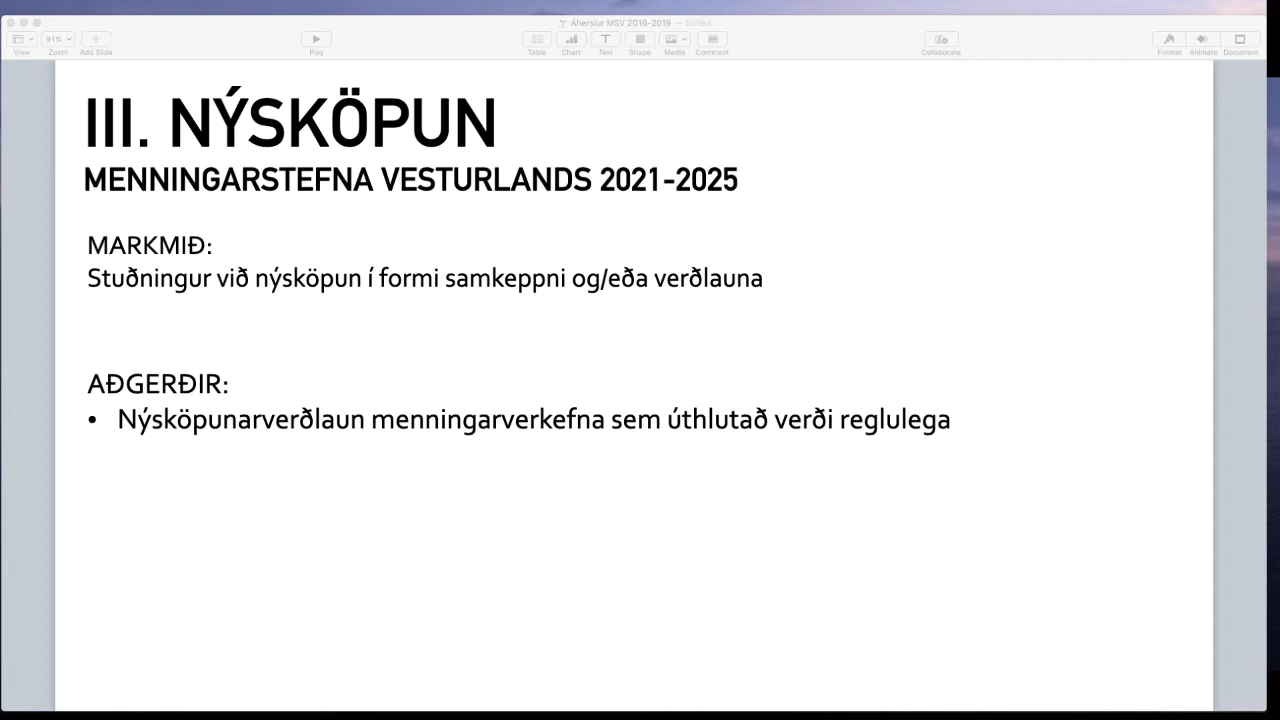 Áherslur MSV 2016-2019 — Edited
91%
View
Zoom
Add Slide
Play
Table
Chart
Text
Shape
Media
Comment
Collaborate
Format
Animate
Document
III. NÝSKÖPUN
MENNINGARSTEFNA VESTURLANDS 2021-2025
MARKMIÐ:
Stuðningur við nýsköpun í formi samkeppni og/eða verðlauna
AÐGERÐIR:
• Nýsköpunarverðlaun menningarverkefna sem úthlutað verði reglulega